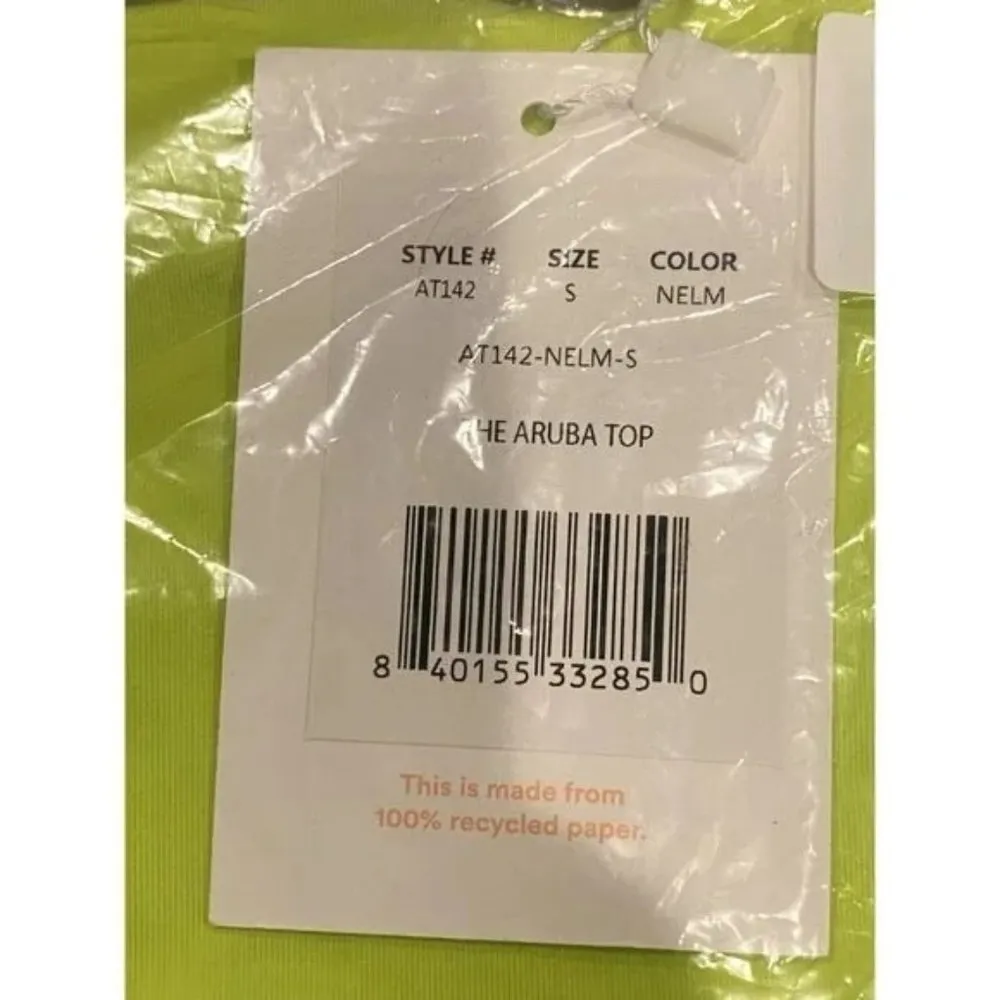 STYLE # SIZE COLOR
AT142 S NELM
AT142-NELM-S
THE ARUBA TOP
8 40155 33285 0
This is made from
100% recycled paper.